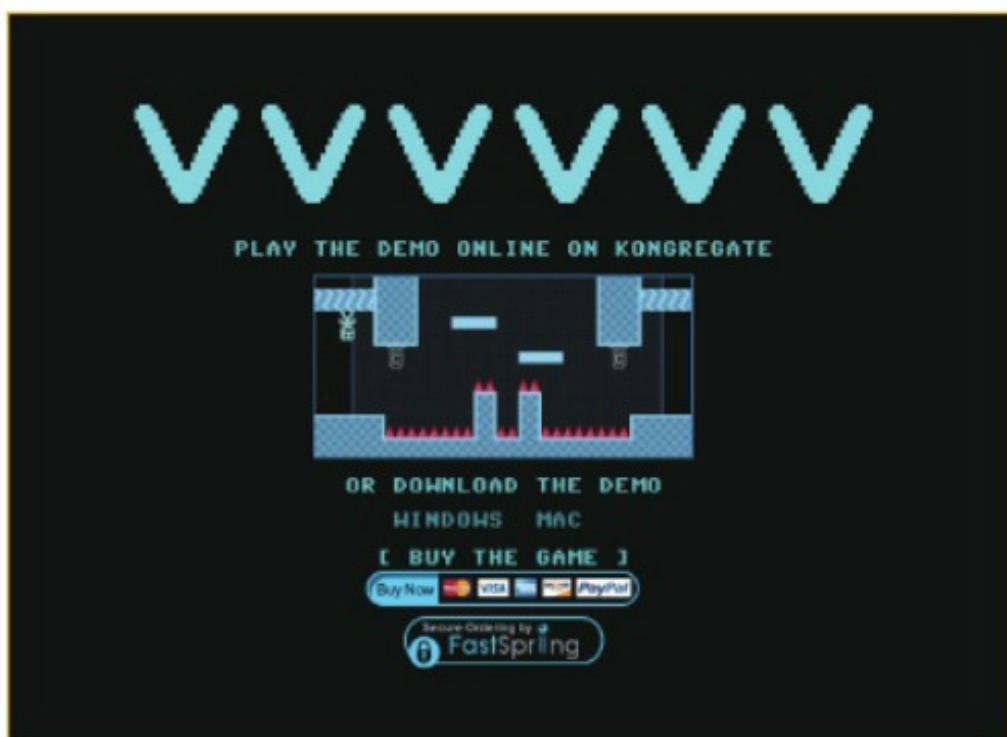 VVVVVV
PLAY THE DEMO ONLINE ON KONGREGATE
OR DOWNLOAD THE DEMO
WINDOWS MAC
[ BUY THE GAME ]
Buy Now VISA PayPal
Secure Ordering by
FastSpring